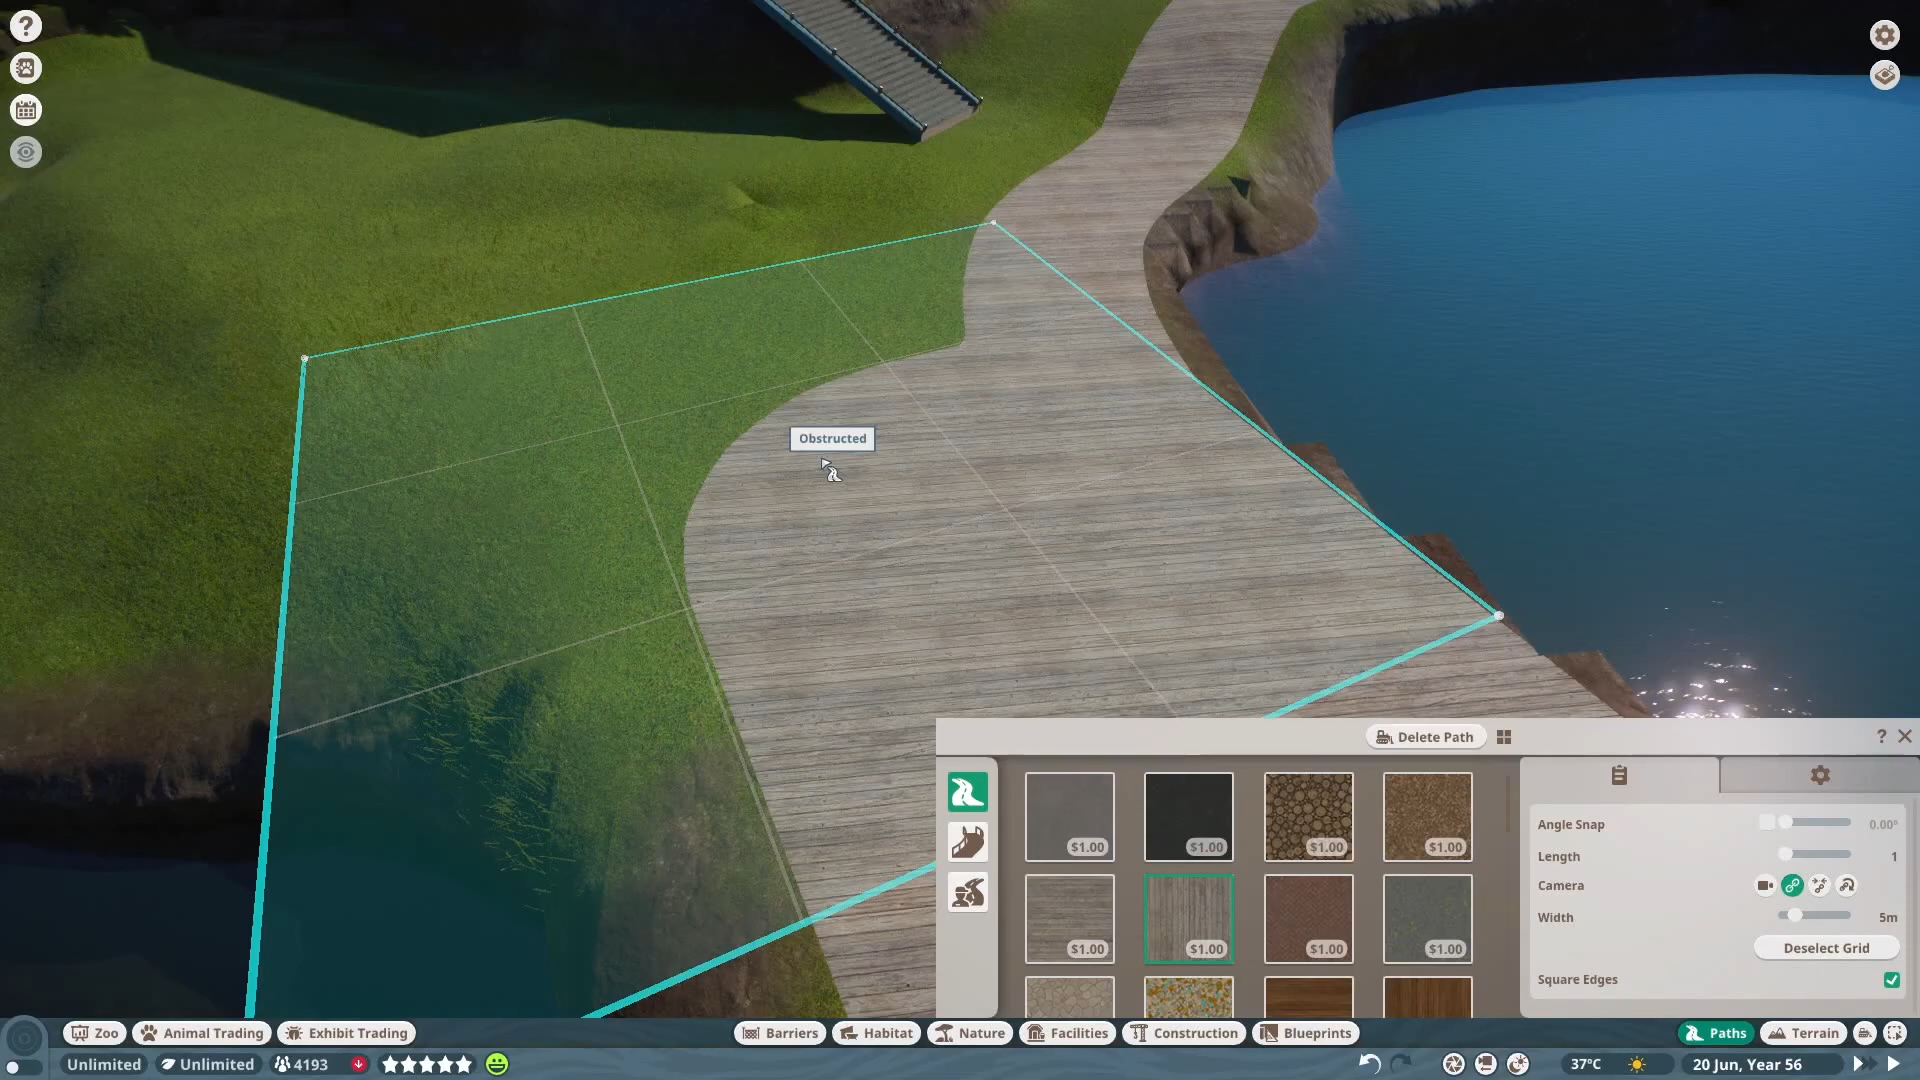 ?
Obstructed
Delete Path
?
$1.00
$1.00
$1.00
$1.00
$1.00
$1.00
$1.00
$1.00
Angle Snap
0.00°
Length
1
Camera
Width
5m
Deselect Grid
Square Edges
Zoo
Animal Trading
Exhibit Trading
Barriers
Habitat
Nature
Facilities
Construction
Blueprints
Paths
Terrain
Unlimited
Unlimited
4193
37°C
20 Jun, Year 56